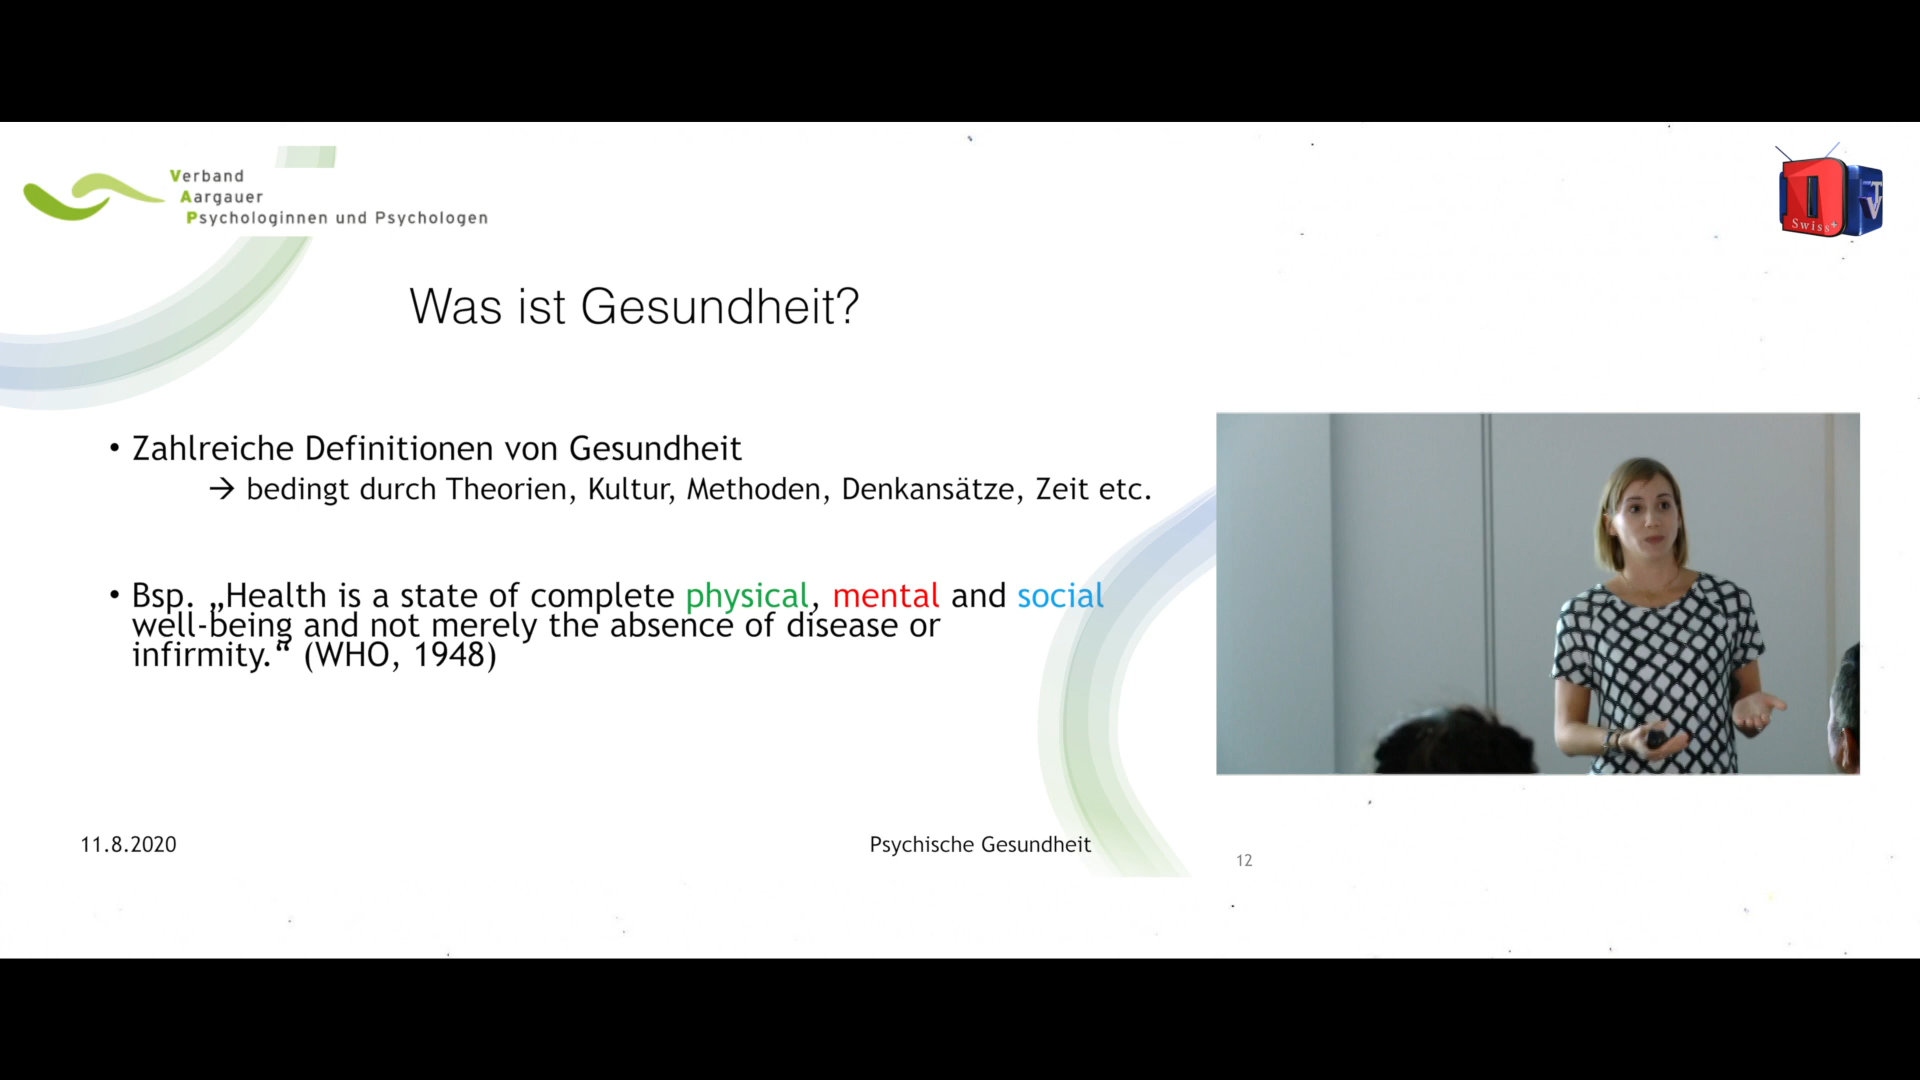 Verband
Aargauer
Psychologinnen und Psychologen
Swiss+
TV
Was ist Gesundheit?
• Zahlreiche Definitionen von Gesundheit
→ bedingt durch Theorien, Kultur, Methoden, Denkansätze, Zeit etc.
• Bsp. „Health is a state of complete physical, mental and social
well-being and not merely the absence of disease or
infirmity.“ (WHO, 1948)
11.8.2020
Psychische Gesundheit
12